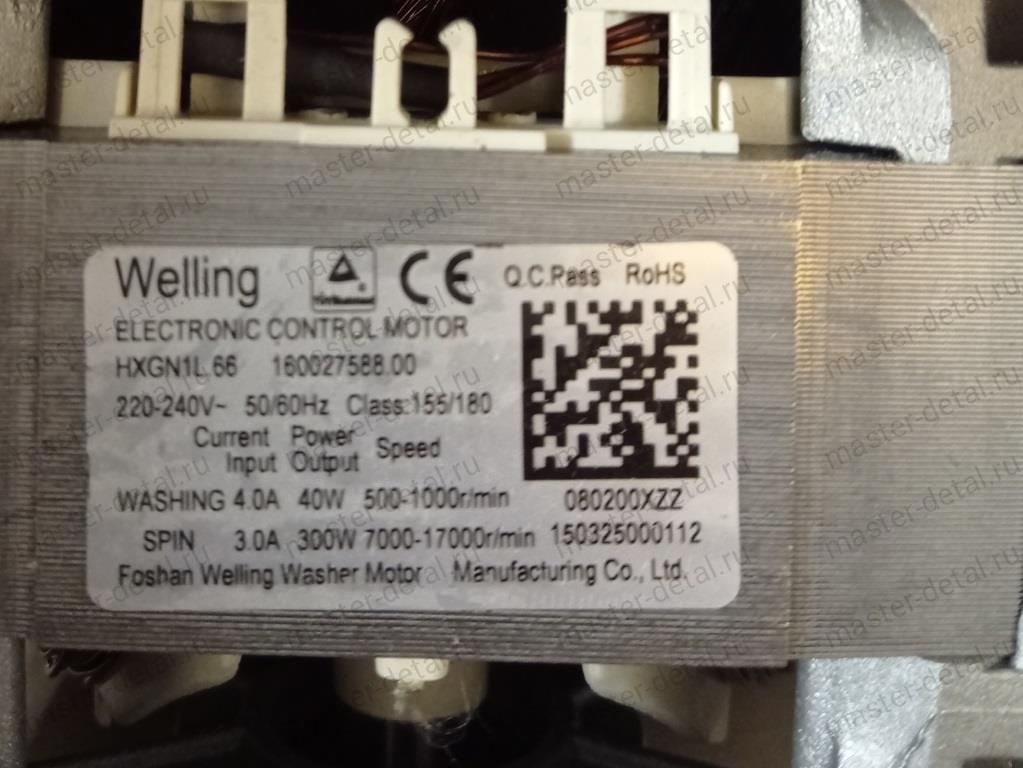 Welling CE Q.C.Pass RoHS
ELECTRONIC CONTROL MOTOR
HXGN1L.66 160027588.00
220-240V~ 50/60Hz Class:155/180
Current Power Speed
Input Output
WASHING 4.0A 40W 500-1000r/min 080200XZZ
SPIN 3.0A 300W 7000-17000r/min 150325000112
Foshan Welling Washer Motor Manufacturing Co., Ltd.
master-detal.ru